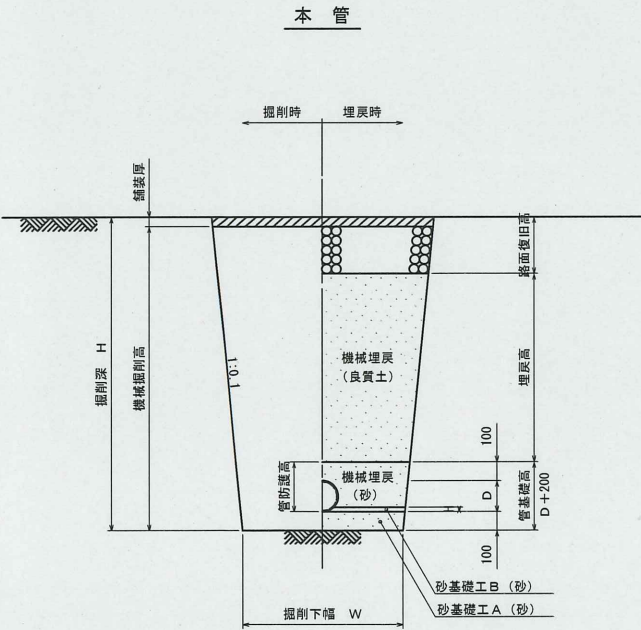 本 管
掘削時
埋戻時
舗装厚
路面復旧高
掘削深 H
機械掘削高
1:0.1
機械埋戻
（良質土）
埋戻高
管防護高
機械埋戻
（砂）
H
100
D
100
管基礎高
D+200
砂基礎工B（砂）
砂基礎工A（砂）
掘削下幅 W